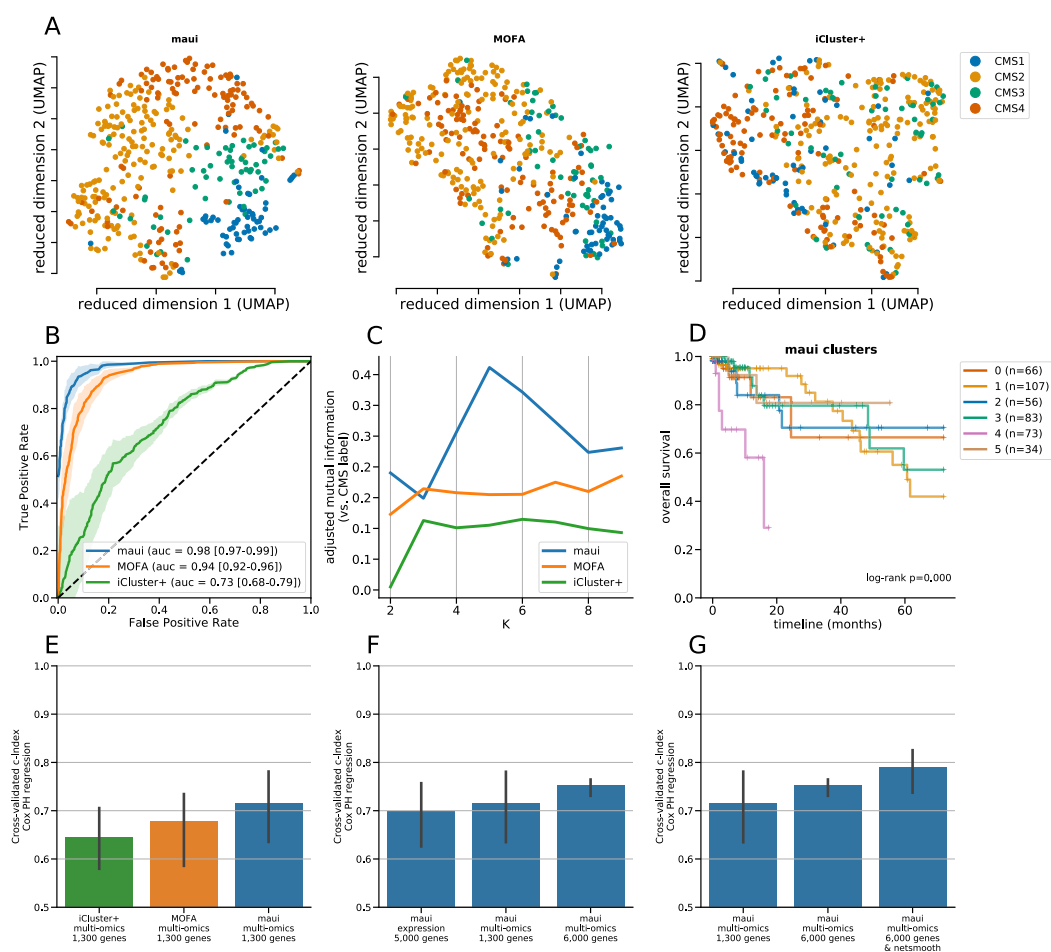 A
maui
MOFA
iCluster+
reduced dimension 2 (UMAP)
reduced dimension 1 (UMAP)
reduced dimension 2 (UMAP)
reduced dimension 1 (UMAP)
reduced dimension 2 (UMAP)
reduced dimension 1 (UMAP)
CMS1
CMS2
CMS3
CMS4
B
True Positive Rate
1.0
0.8
0.6
0.4
0.2
0.0
maui (auc = 0.98 [0.97-0.99])
MOFA (auc = 0.94 [0.92-0.96])
iCluster+ (auc = 0.73 [0.68-0.79])
0.0 0.2 0.4 0.6 0.8 1.0
False Positive Rate
C
adjusted mutual information
(vs. CMS label)
0.4
0.3
0.3
0.2
0.2
0.1
0.1
0.0
maui
MOFA
iCluster+
2 4 6 8
K
D
maui clusters
overall survival
1.0
0.8
0.6
0.4
0.2
0.0
log-rank p=0.000
0 20 40 60
timeline (months)
0 (n=66)
1 (n=107)
2 (n=56)
3 (n=83)
4 (n=73)
5 (n=34)
E
Cross-validated c-Index
Cox PH regression
1.0
0.9
0.8
0.7
0.6
0.5
iCluster+
multi-omics
1,300 genes
MOFA
multi-omics
1,300 genes
maui
multi-omics
1,300 genes
F
Cross-validated c-Index
Cox PH regression
1.0
0.9
0.8
0.7
0.6
0.5
maui
expression
5,000 genes
maui
multi-omics
1,300 genes
maui
multi-omics
6,000 genes
G
Cross-validated c-Index
Cox PH regression
1.0
0.9
0.8
0.7
0.6
0.5
maui
multi-omics
1,300 genes
maui
multi-omics
6,000 genes
maui
multi-omics
6,000 genes
& netsmooth